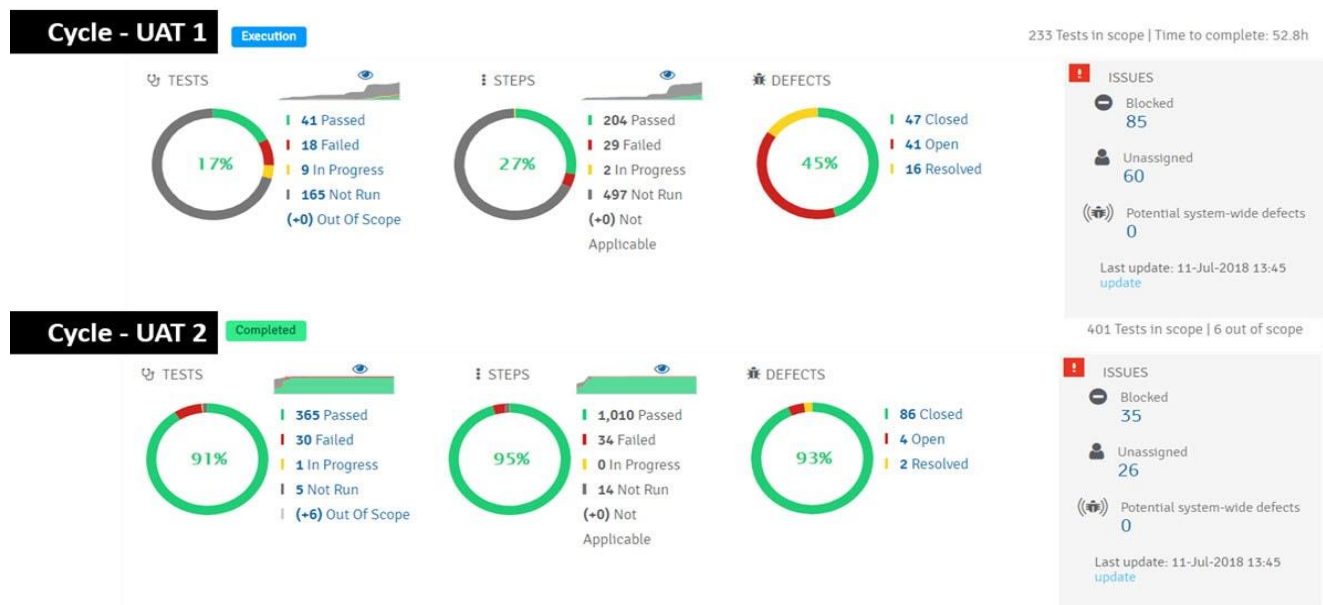 Cycle - UAT 1
Execution
233 Tests in scope | Time to complete: 52.8h
TESTS
17%
41 Passed
18 Failed
9 In Progress
165 Not Run
(+0) Out Of Scope
STEPS
27%
204 Passed
29 Failed
2 In Progress
497 Not Run
(+0) Not
Applicable
DEFECTS
45%
47 Closed
41 Open
16 Resolved
ISSUES
Blocked
85
Unassigned
60
Potential system-wide defects
0
Last update: 11-Jul-2018 13:45
update
Cycle - UAT 2
Completed
401 Tests in scope | 6 out of scope
TESTS
91%
365 Passed
30 Failed
1 In Progress
5 Not Run
(+6) Out Of Scope
STEPS
95%
1,010 Passed
34 Failed
0 In Progress
14 Not Run
(+0) Not
Applicable
DEFECTS
93%
86 Closed
4 Open
2 Resolved
ISSUES
Blocked
35
Unassigned
26
Potential system-wide defects
0
Last update: 11-Jul-2018 13:45
update